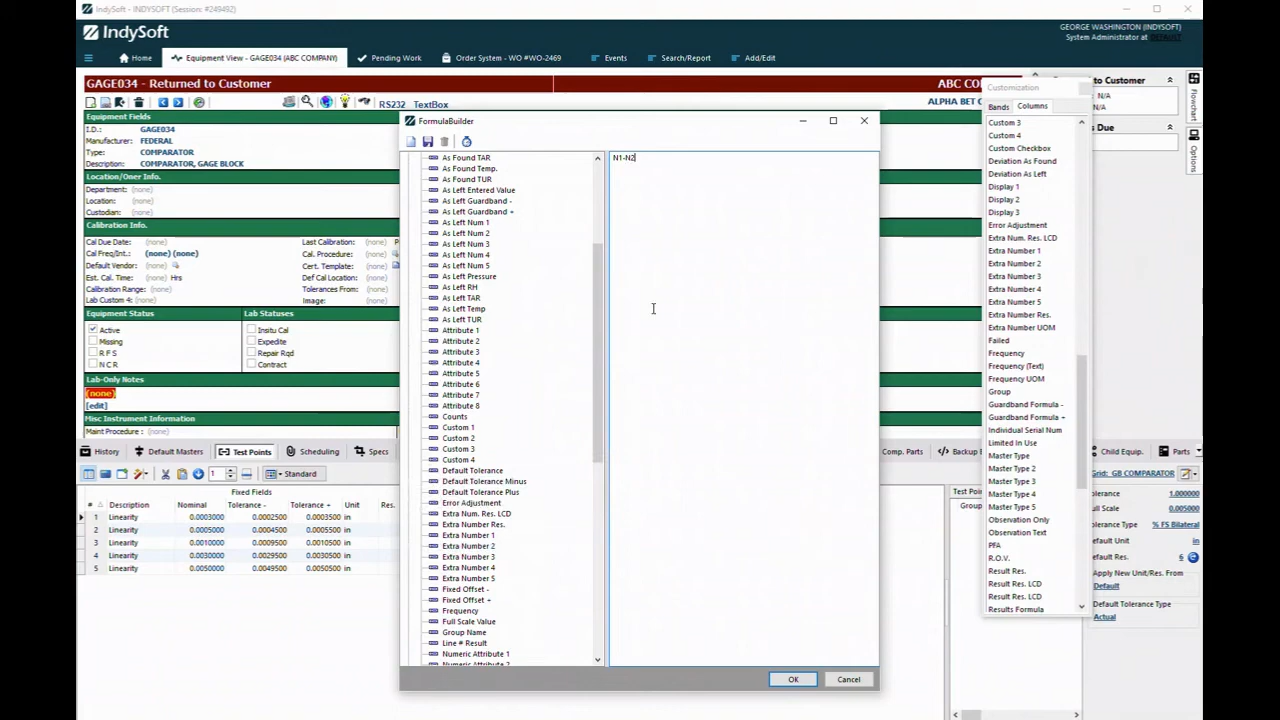 INDYSOFT - INDYSOFT (Session: #249492)
IndySoft
GEORGE WASHINGTON (INDYSOFT)
System Administrator at DEFAULT
Home
Equipment View - GAGE034 (ABC COMPANY)
Pending Work
Order System - WO #WO-2469
Events
Search/Report
Add/Edit
GAGE034 - Returned to Customer
ABC COMPANY
RS232 TextBox
ALPHA BET C
Equipment Fields
I.D.: GAGE034
Manufacturer: FEDERAL
Type: COMPARATOR
Description: COMPARATOR, GAGE BLOCK
Location/Oner Info.
Department: (none)
Location: (none)
Custodian: (none)
Calibration Info.
Cal Due Date: (none)
Last Calibration: (none)
Cal Freq/Int.: (none) (none)
Cal. Procedure:
Default Vendor: (none)
Cert. Template:
Est. Cal. Time: (none) Hrs
Def Cal Location: (none)
Calibration Range: (none)
Tolerances From: (none)
Lab Custom 4: (none)
Image: (none)
Equipment Status
Lab Statuses
Active
Insitu Cal
Missing
Expedite
R F S
Repair Rqd
N C R
Contract
Lab-Only Notes
(none)
[edit]
Misc Instrument Information
Maint Procedure : (none)
History
Default Masters
Test Points
Scheduling
Specs
Comp. Parts
Backup
Child Equip.
Parts
1
Standard
Fixed Fields
# Description Nominal Tolerance - Tolerance + Unit Res.
1 Linearity 0.0003000 0.0002500 0.0003500 in
2 Linearity 0.0005000 0.0004500 0.0005500 in
3 Linearity 0.0010000 0.0009500 0.0010500 in
4 Linearity 0.0030000 0.0029500 0.0030500 in
5 Linearity 0.0050000 0.0049500 0.0050500 in
FormulaBuilder
As Found TAR
As Found Temp.
As Found TUR
As Left Entered Value
As Left Guardband -
As Left Guardband +
As Left Num 1
As Left Num 2
As Left Num 3
As Left Num 4
As Left Num 5
As Left Pressure
As Left RH
As Left TAR
As Left Temp
As Left TUR
Attribute 1
Attribute 2
Attribute 3
Attribute 4
Attribute 5
Attribute 6
Attribute 7
Attribute 8
Counts
Custom 1
Custom 2
Custom 3
Custom 4
Default Tolerance
Default Tolerance Minus
Default Tolerance Plus
Error Adjustment
Extra Num. Res. LCD
Extra Number Res.
Extra Number 1
Extra Number 2
Extra Number 3
Extra Number 4
Extra Number 5
Fixed Offset -
Fixed Offset +
Frequency
Full Scale Value
Group Name
Line # Result
Numeric Attribute 1
Numeric Attribute 2
N1-N2
OK
Cancel
Customization
Bands
Columns
Custom 3
Custom 4
Custom Checkbox
Deviation As Found
Deviation As Left
Display 1
Display 2
Display 3
Error Adjustment
Extra Num. Res. LCD
Extra Number 1
Extra Number 2
Extra Number 3
Extra Number 4
Extra Number 5
Extra Number Res.
Extra Number UOM
Failed
Frequency
Frequency (Text)
Frequency UOM
Group
Guardband Formula -
Guardband Formula +
Individual Serial Num
Limited In Use
Master Type
Master Type 2
Master Type 3
Master Type 4
Master Type 5
Observation Only
Observation Text
PFA
R.O.V.
Result Res.
Result Res. LCD
Result Res. LCD
Results Formula
to Customer
N/A
N/A
s Due
Flowchart
Options
Test Poin
Group
Grid: GB COMPARATOR
olerance 1.000000
ull Scale 0.005000
olerance Type % FS Bilateral
efault Unit in
efault Res. 6
Apply New Unit/Res. From
Default
Default Tolerance Type
Actual